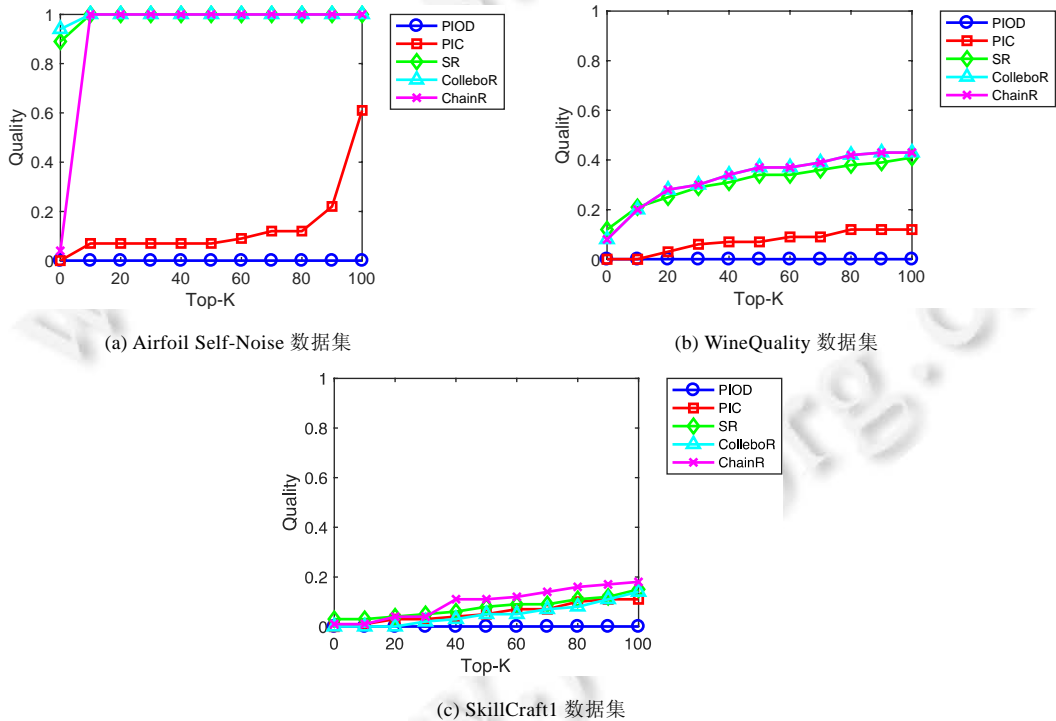 1
0.8
0.6
0.4
0.2
0
Quality
0 20 40 60 80 100
Top-K
PIOD
PIC
SR
ColleboR
ChainR
(a) Airfoil Self-Noise 数据集
1
0.8
0.6
0.4
0.2
0
Quality
0 20 40 60 80 100
Top-K
PIOD
PIC
SR
ColleboR
ChainR
(b) WineQuality 数据集
1
0.8
0.6
0.4
0.2
0
Quality
0 20 40 60 80 100
Top-K
PIOD
PIC
SR
ColleboR
ChainR
(c) SkillCraft1 数据集